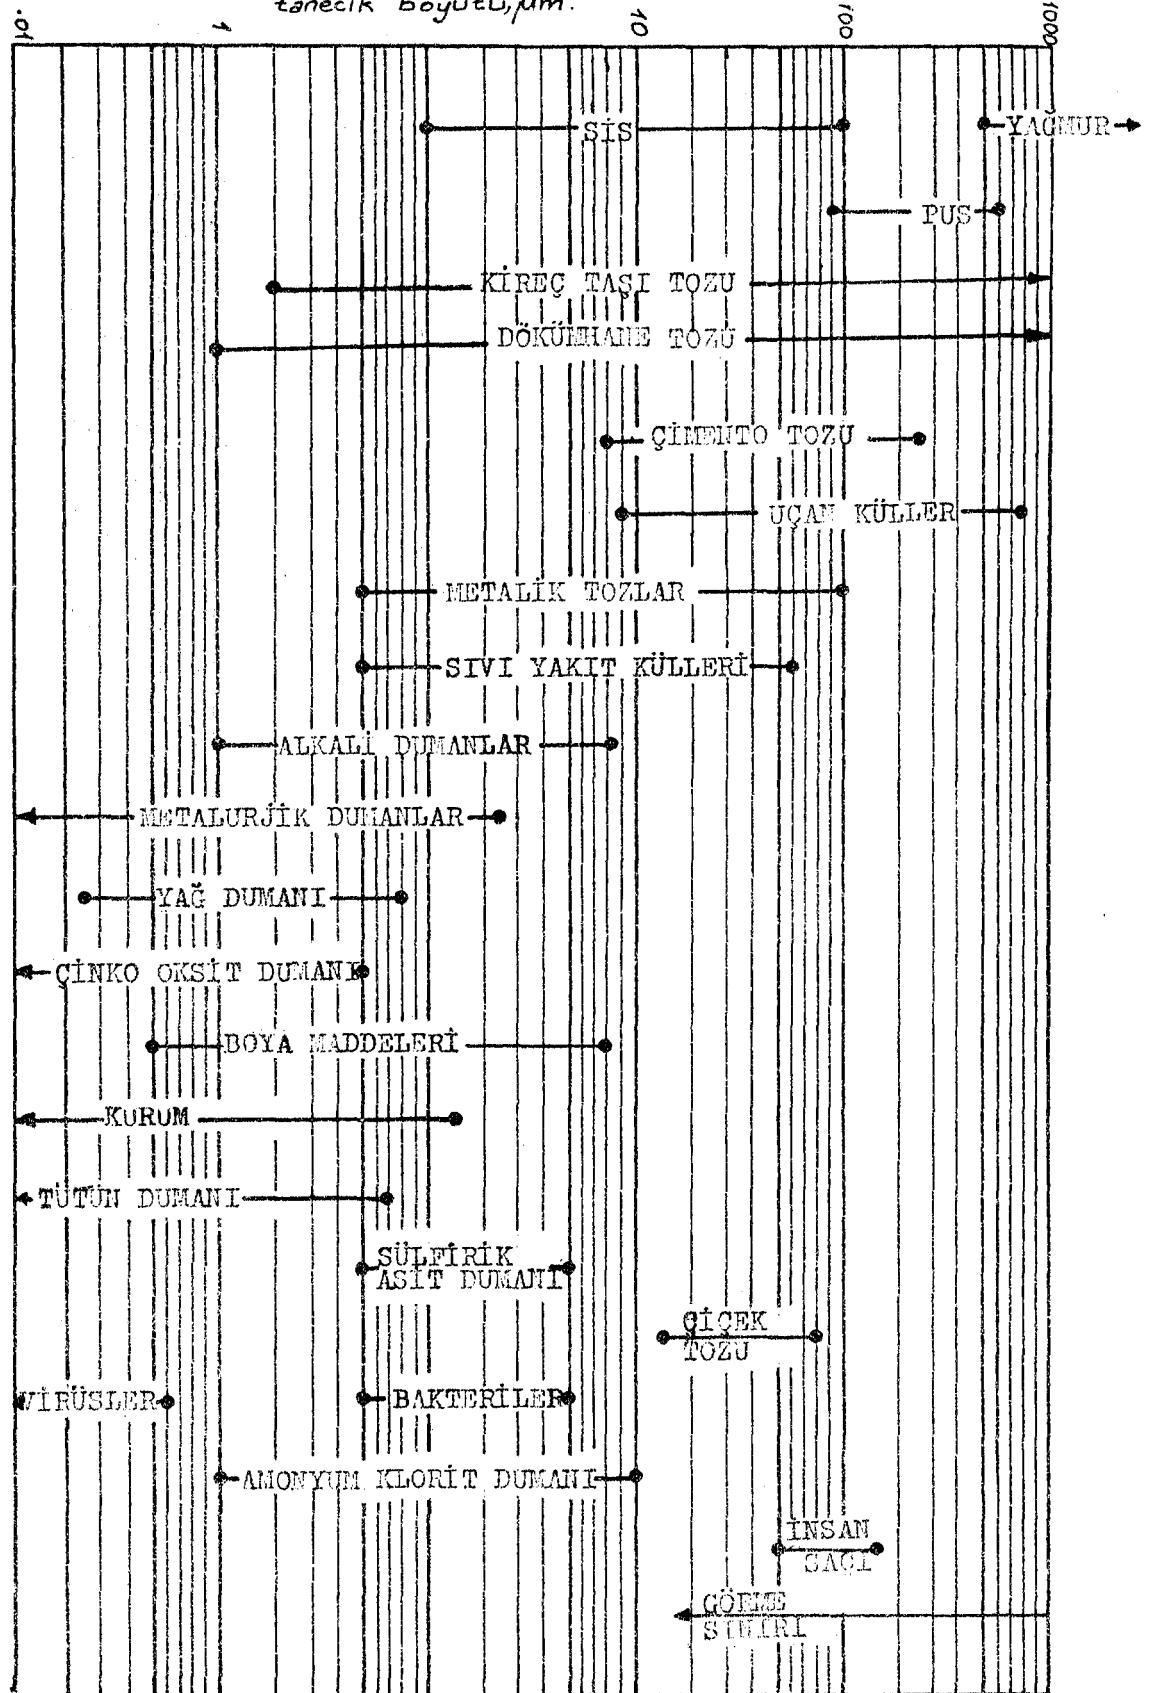 tanecik boyutu, µm.
.01 1 10 100 1000
SİS
YAĞMUR
PUS
KİREÇ TAŞI TOZU
DÖKÜMHANE TOZU
ÇİMENTO TOZU
UÇAN KÜLLER
METALİK TOZLAR
SIVI YAKIT KÜLLERİ
ALKALİ DUMANLAR
METALURJİK DUMANLAR
YAĞ DUMANI
ÇİNKO OKSİT DUMANI
BOYA MADDELERİ
KURUM
TÜTÜN DUMANI
SÜLFİRİK
ASİT DUMANI
ÇİÇEK
TOZU
VİRÜSLER
BAKTERİLER
AMONYUM KLORİT DUMANI
İNSAN
SAÇI
GÖRME
SINIRI